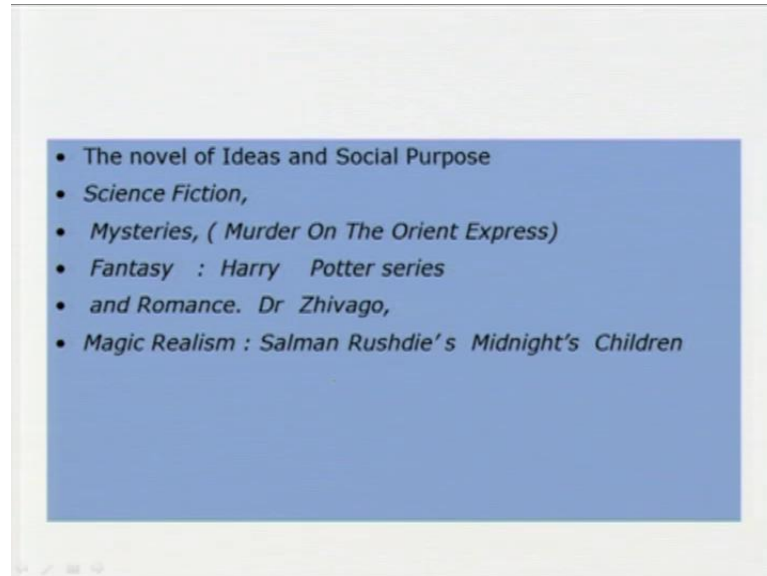 • The novel of Ideas and Social Purpose
• Science Fiction,
• Mysteries, ( Murder On The Orient Express)
• Fantasy : Harry Potter series
• and Romance. Dr Zhivago,
• Magic Realism : Salman Rushdie's Midnight's Children